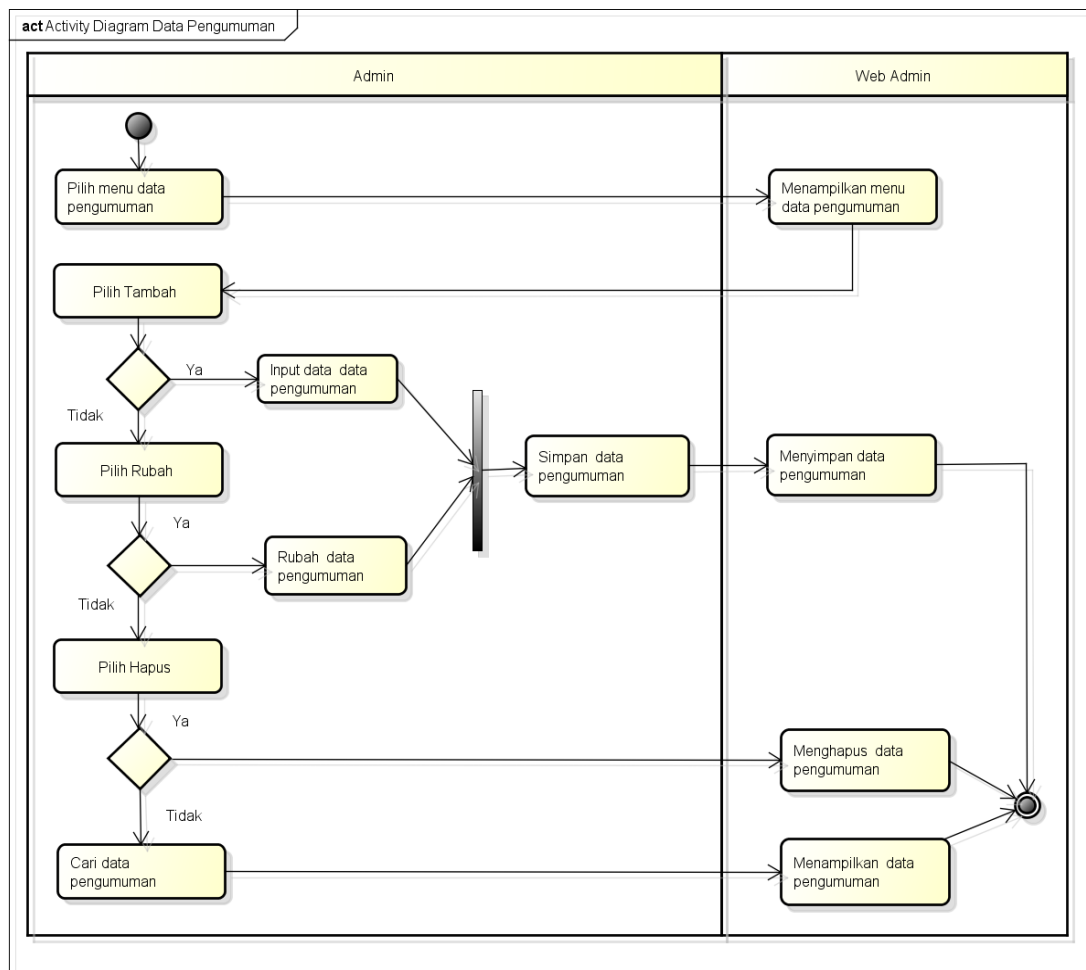 act Activity Diagram Data Pengumuman
Admin
Web Admin
Pilih menu data
pengumuman
Menampilkan menu
data pengumuman
Pilih Tambah
Ya
Input data  data
pengumuman
Tidak
Pilih Rubah
Simpan  data
pengumuman
Menyimpan data
pengumuman
Ya
Rubah  data
pengumuman
Tidak
Pilih Hapus
Ya
Menghapus  data
pengumuman
Tidak
Cari data
pengumuman
Menampilkan  data
pengumuman